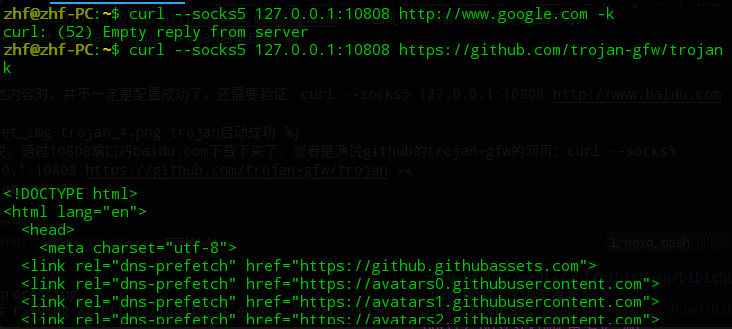 zhf@zhf-PC:~$ curl --socks5 127.0.0.1:10808 http://www.google.com -k
curl: (52) Empty reply from server
zhf@zhf-PC:~$ curl --socks5 127.0.0.1:10808 https://github.com/trojan-gfw/trojan
k
内容时，并不一定是配置成功了，还需要验证：curl --socks5 127.0.0.1:10808 http://www.baidu.com
et_img trojan_4.png trojan启动成功 %}
说，通过10808端口将baidu.com下载下来了。或者是测试github的trojan-gfw的网页：curl --socks5
0.1:10808 https://github.com/trojan-gfw/trojan -k
<!DOCTYPE html>
<html lang="en">
<head>
<meta charset="utf-8">
1: hexo, bash
<link rel="dns-prefetch" href="https://github.githubassets.com">
<link rel="dns-prefetch" href="https://avatars0.githubusercontent.com">
<link rel="dns-prefetch" href="https://avatars1.githubusercontent.com">
<link rel="dns-prefetch" href="https://avatars2.githubusercontent.com">